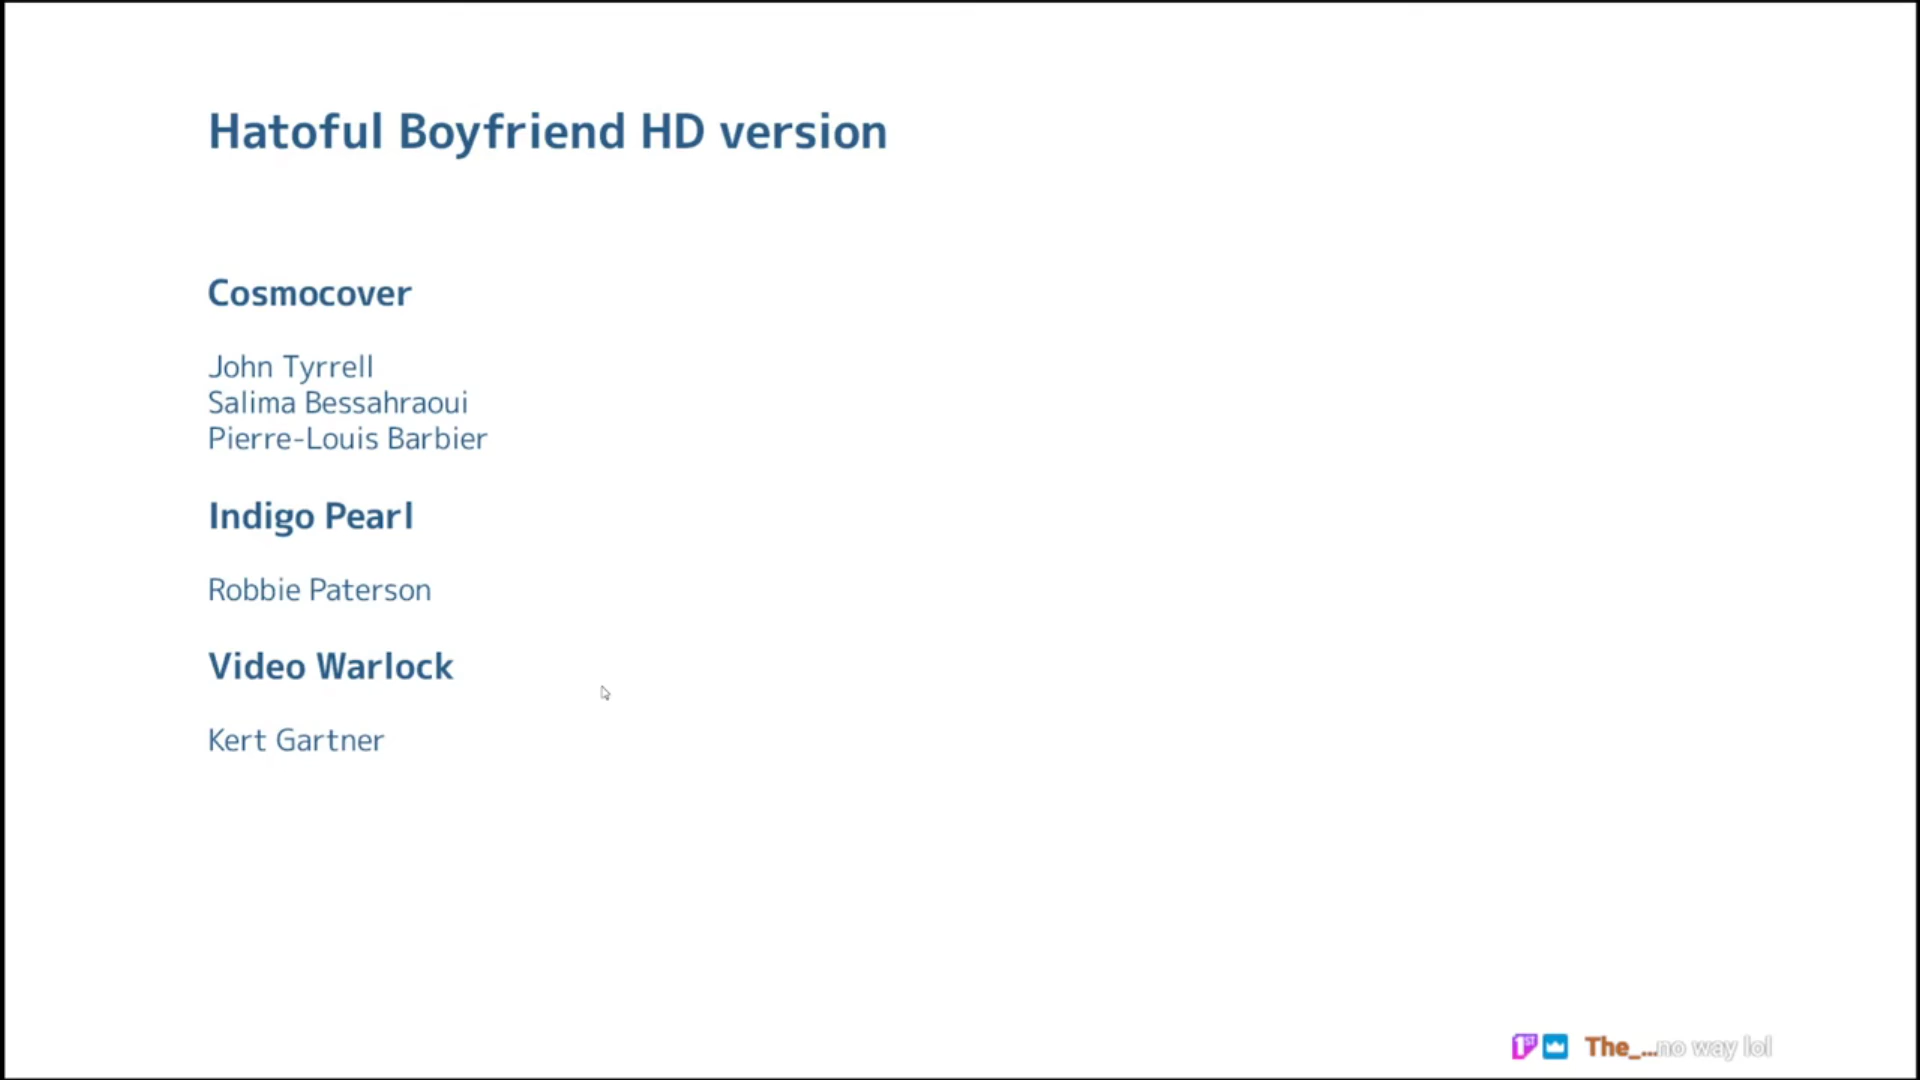 Hatoful Boyfriend HD version
Cosmocover
John Tyrrell
Salima Bessahraoui
Pierre-Louis Barbier
Indigo Pearl
Robbie Paterson
Video Warlock
Kert Gartner
1ST The_...no way lol